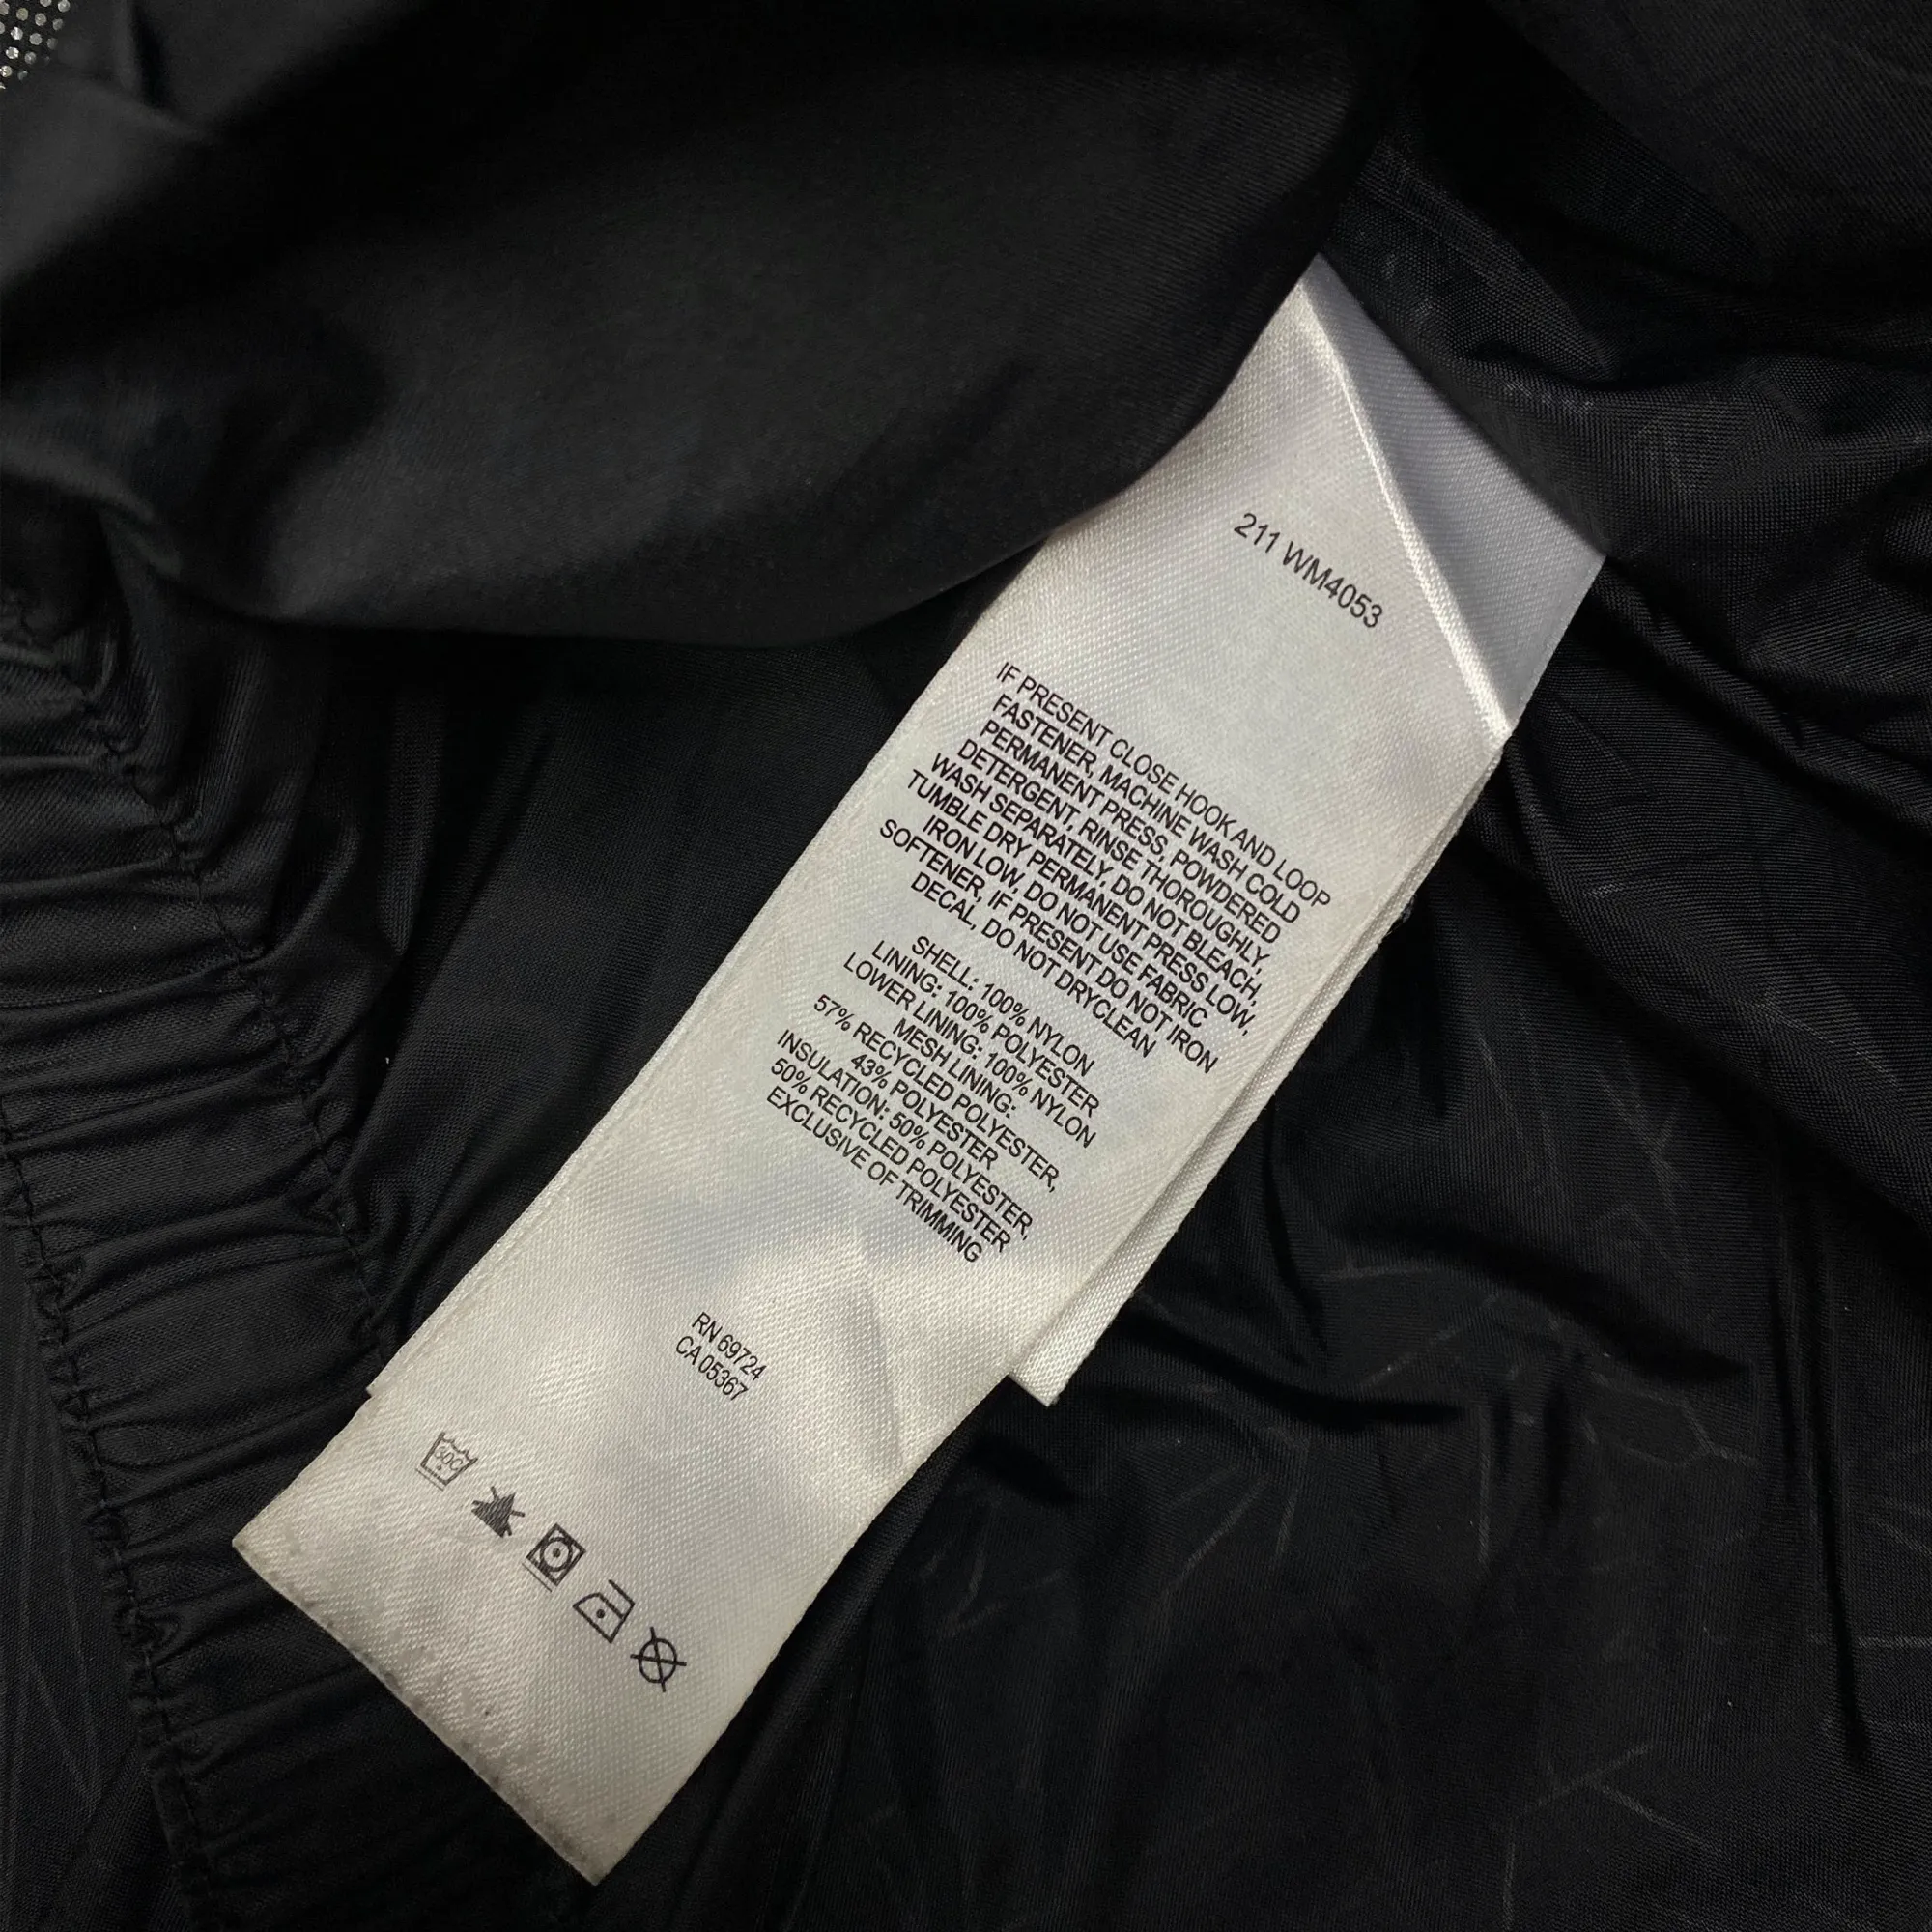 211 WM4053
IF PRESENT CLOSE HOOK AND LOOP
FASTENER, MACHINE WASH COLD
PERMANENT PRESS, POWDERED
DETERGENT, RINSE THOROUGHLY,
WASH SEPARATELY, DO NOT BLEACH,
TUMBLE DRY PERMANENT PRESS LOW,
IRON LOW, DO NOT USE FABRIC
SOFTENER, IF PRESENT DO NOT IRON
DECAL, DO NOT DRYCLEAN
SHELL: 100% NYLON
LINING: 100% POLYESTER
LOWER LINING: 100% NYLON
MESH LINING:
57% RECYCLED POLYESTER,
43% POLYESTER
INSULATION: 50% POLYESTER,
50% RECYCLED POLYESTER
EXCLUSIVE OF TRIMMING
RN 69724
CA 05367
30C